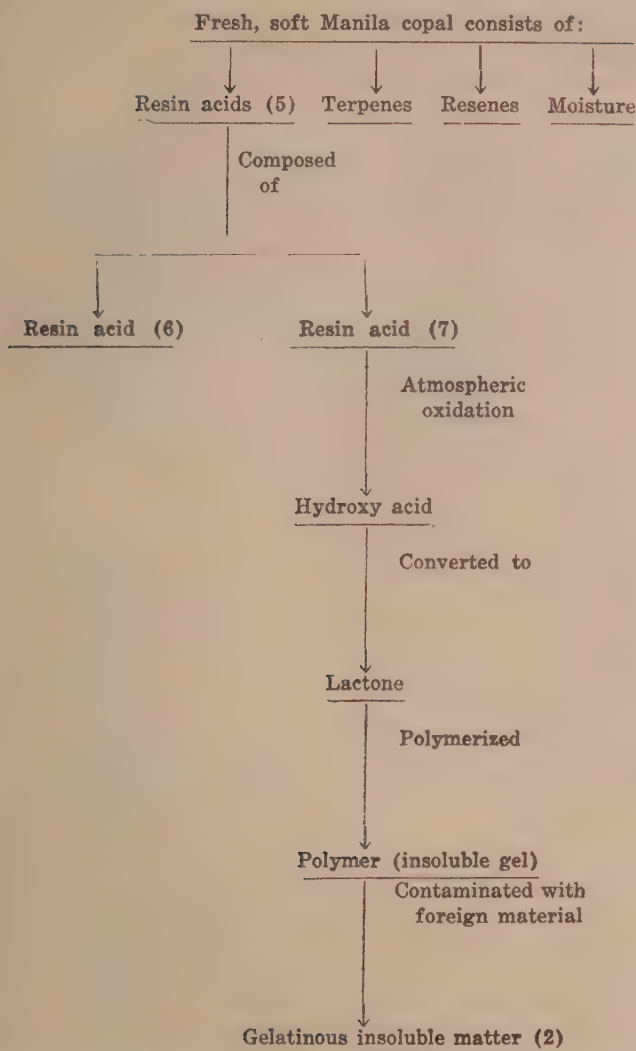 Fresh, soft Manila copal consists of:
Resin acids (5) Terpenes Resenes Moisture
Composed
of
Resin acid (6) Resin acid (7)
Atmospheric
oxidation
Hydroxy acid
Converted to
Lactone
Polymerized
Polymer (insoluble gel)
Contaminated with
foreign material
Gelatinous insoluble matter (2)